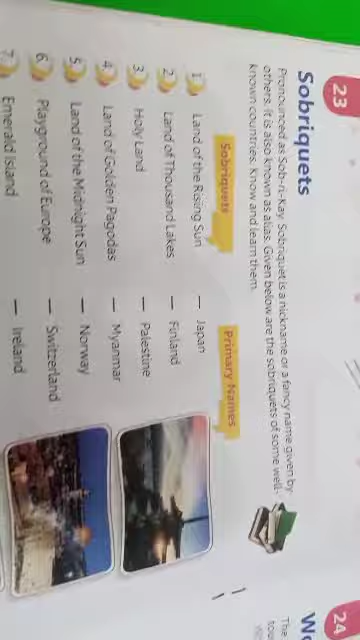 23
Sobriquets
Pronounced as Sob-ri-Kay. Sobriquet is a nickname or a fancy name given by
others. It is also known as alias. Given below are the sobriquets of some well-
known countries. Know and learn them.
Sobriquets Primary Names
1. Land of the Rising Sun — Japan
2. Land of Thousand Lakes — Finland
3. Holy Land — Palestine
4. Land of Golden Pagodas — Myanmar
5. Land of the Midnight Sun — Norway
6. Playground of Europe — Switzerland
7. Emerald Island — Ireland
24
The